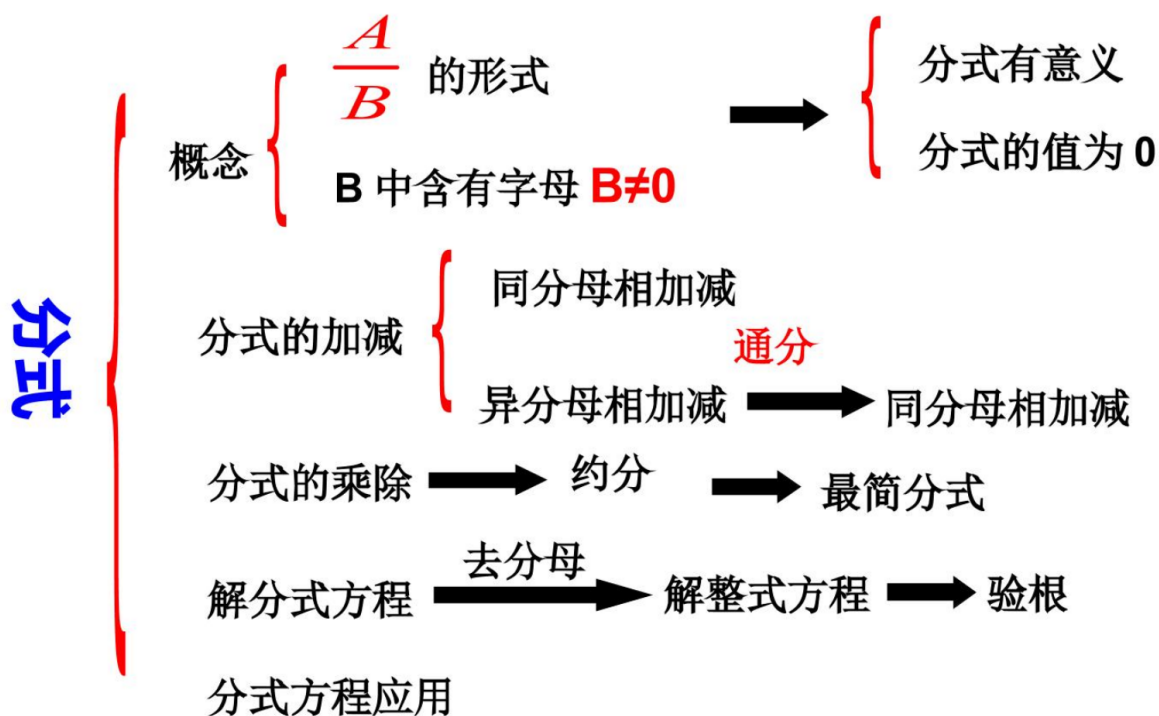 分式
概念
A/B 的形式
B 中含有字母 B≠0
分式有意义
分式的值为 0
分式的加减
同分母相加减
异分母相加减
通分
同分母相加减
分式的乘除
约分
最简分式
解分式方程
去分母
解整式方程
验根
分式方程应用